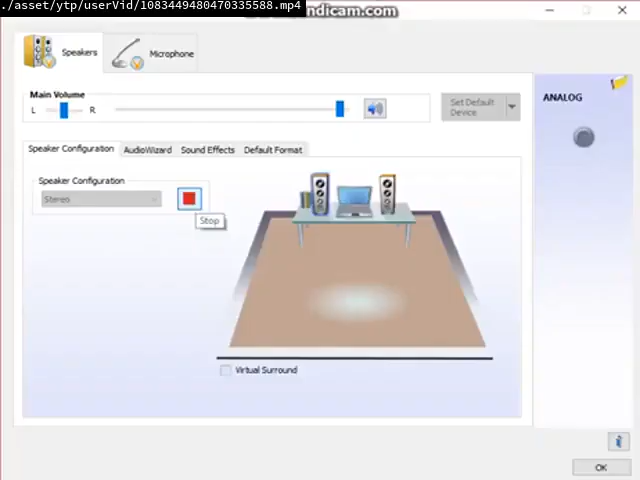 ./asset/ytp/userVid/1083449480470335588.mp4
ndicam.com
Speakers
Microphone
Main Volume
L
R
Set Default
Device
ANALOG
Speaker Configuration
AudioWizard
Sound Effects
Default Format
Speaker Configuration
Stereo
Stop
Virtual Surround
OK